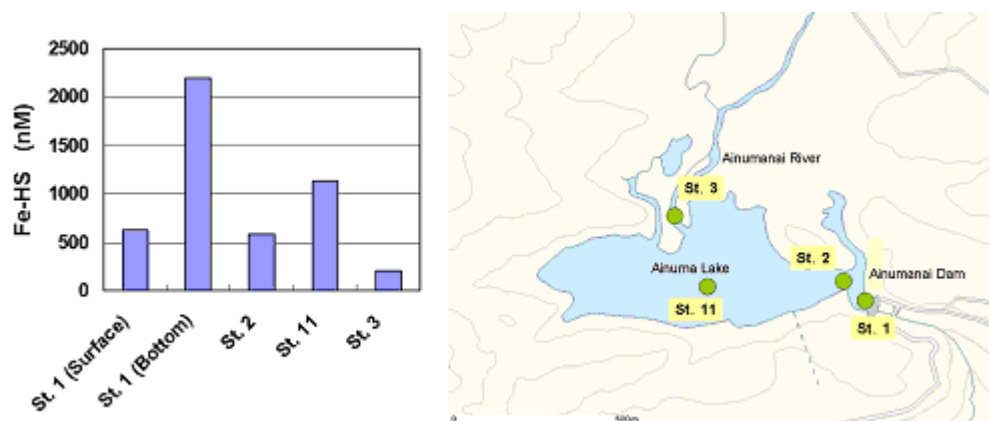 2500
2000
1500
1000
500
0
Fe-HS (nM)
St. 1 (Surface)
St. 1 (Bottom)
St. 2
St. 11
St. 3
Ainumanai River
St. 3
St. 2
Ainuma Lake
Ainumanai Dam
St. 11
St. 1
0